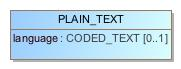 PLAIN_TEXT
language : CODED_TEXT [0..1]